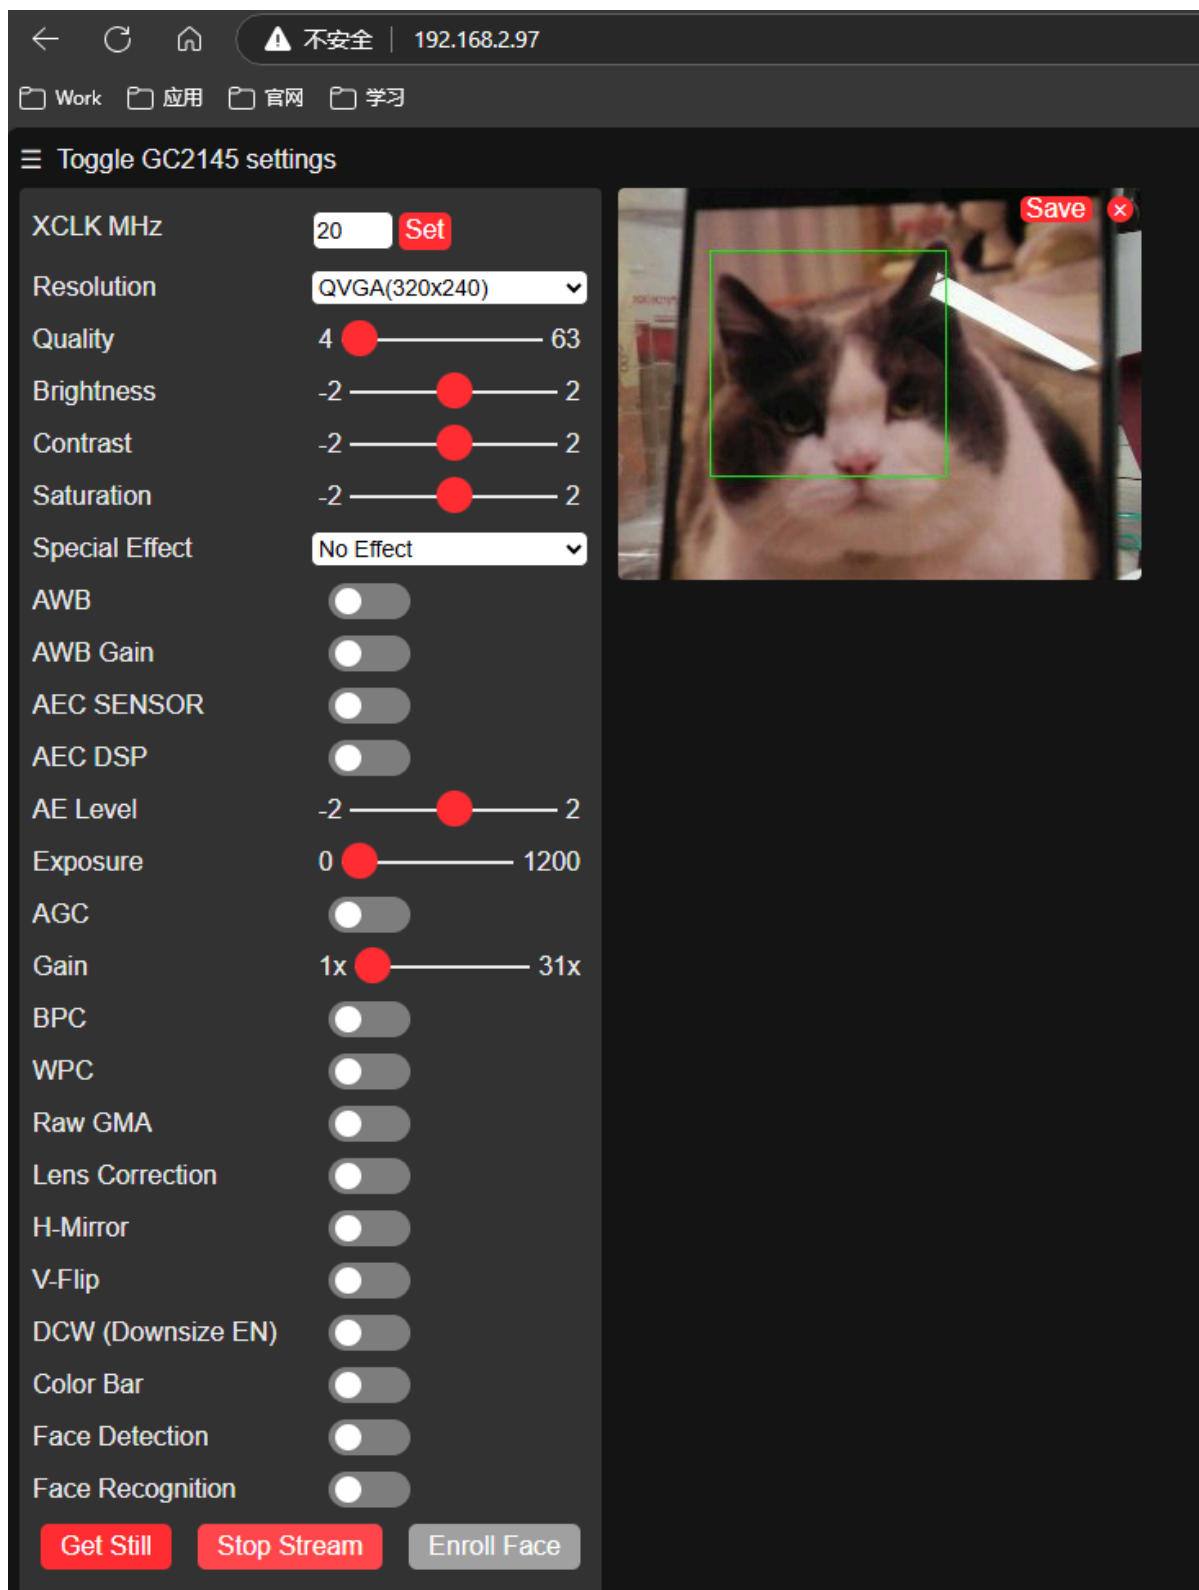 不安全 192.168.2.97
Work 应用 官网 学习
☰ Toggle GC2145 settings
XCLK MHz 20 Set
Save ×
Resolution QVGA(320x240)
Quality 4 63
Brightness -2 2
Contrast -2 2
Saturation -2 2
Special Effect No Effect
AWB
AWB Gain
AEC SENSOR
AEC DSP
AE Level -2 2
Exposure 0 1200
AGC
Gain 1x 31x
BPC
WPC
Raw GMA
Lens Correction
H-Mirror
V-Flip
DCW (Downsize EN)
Color Bar
Face Detection
Face Recognition
Get Still Stop Stream Enroll Face